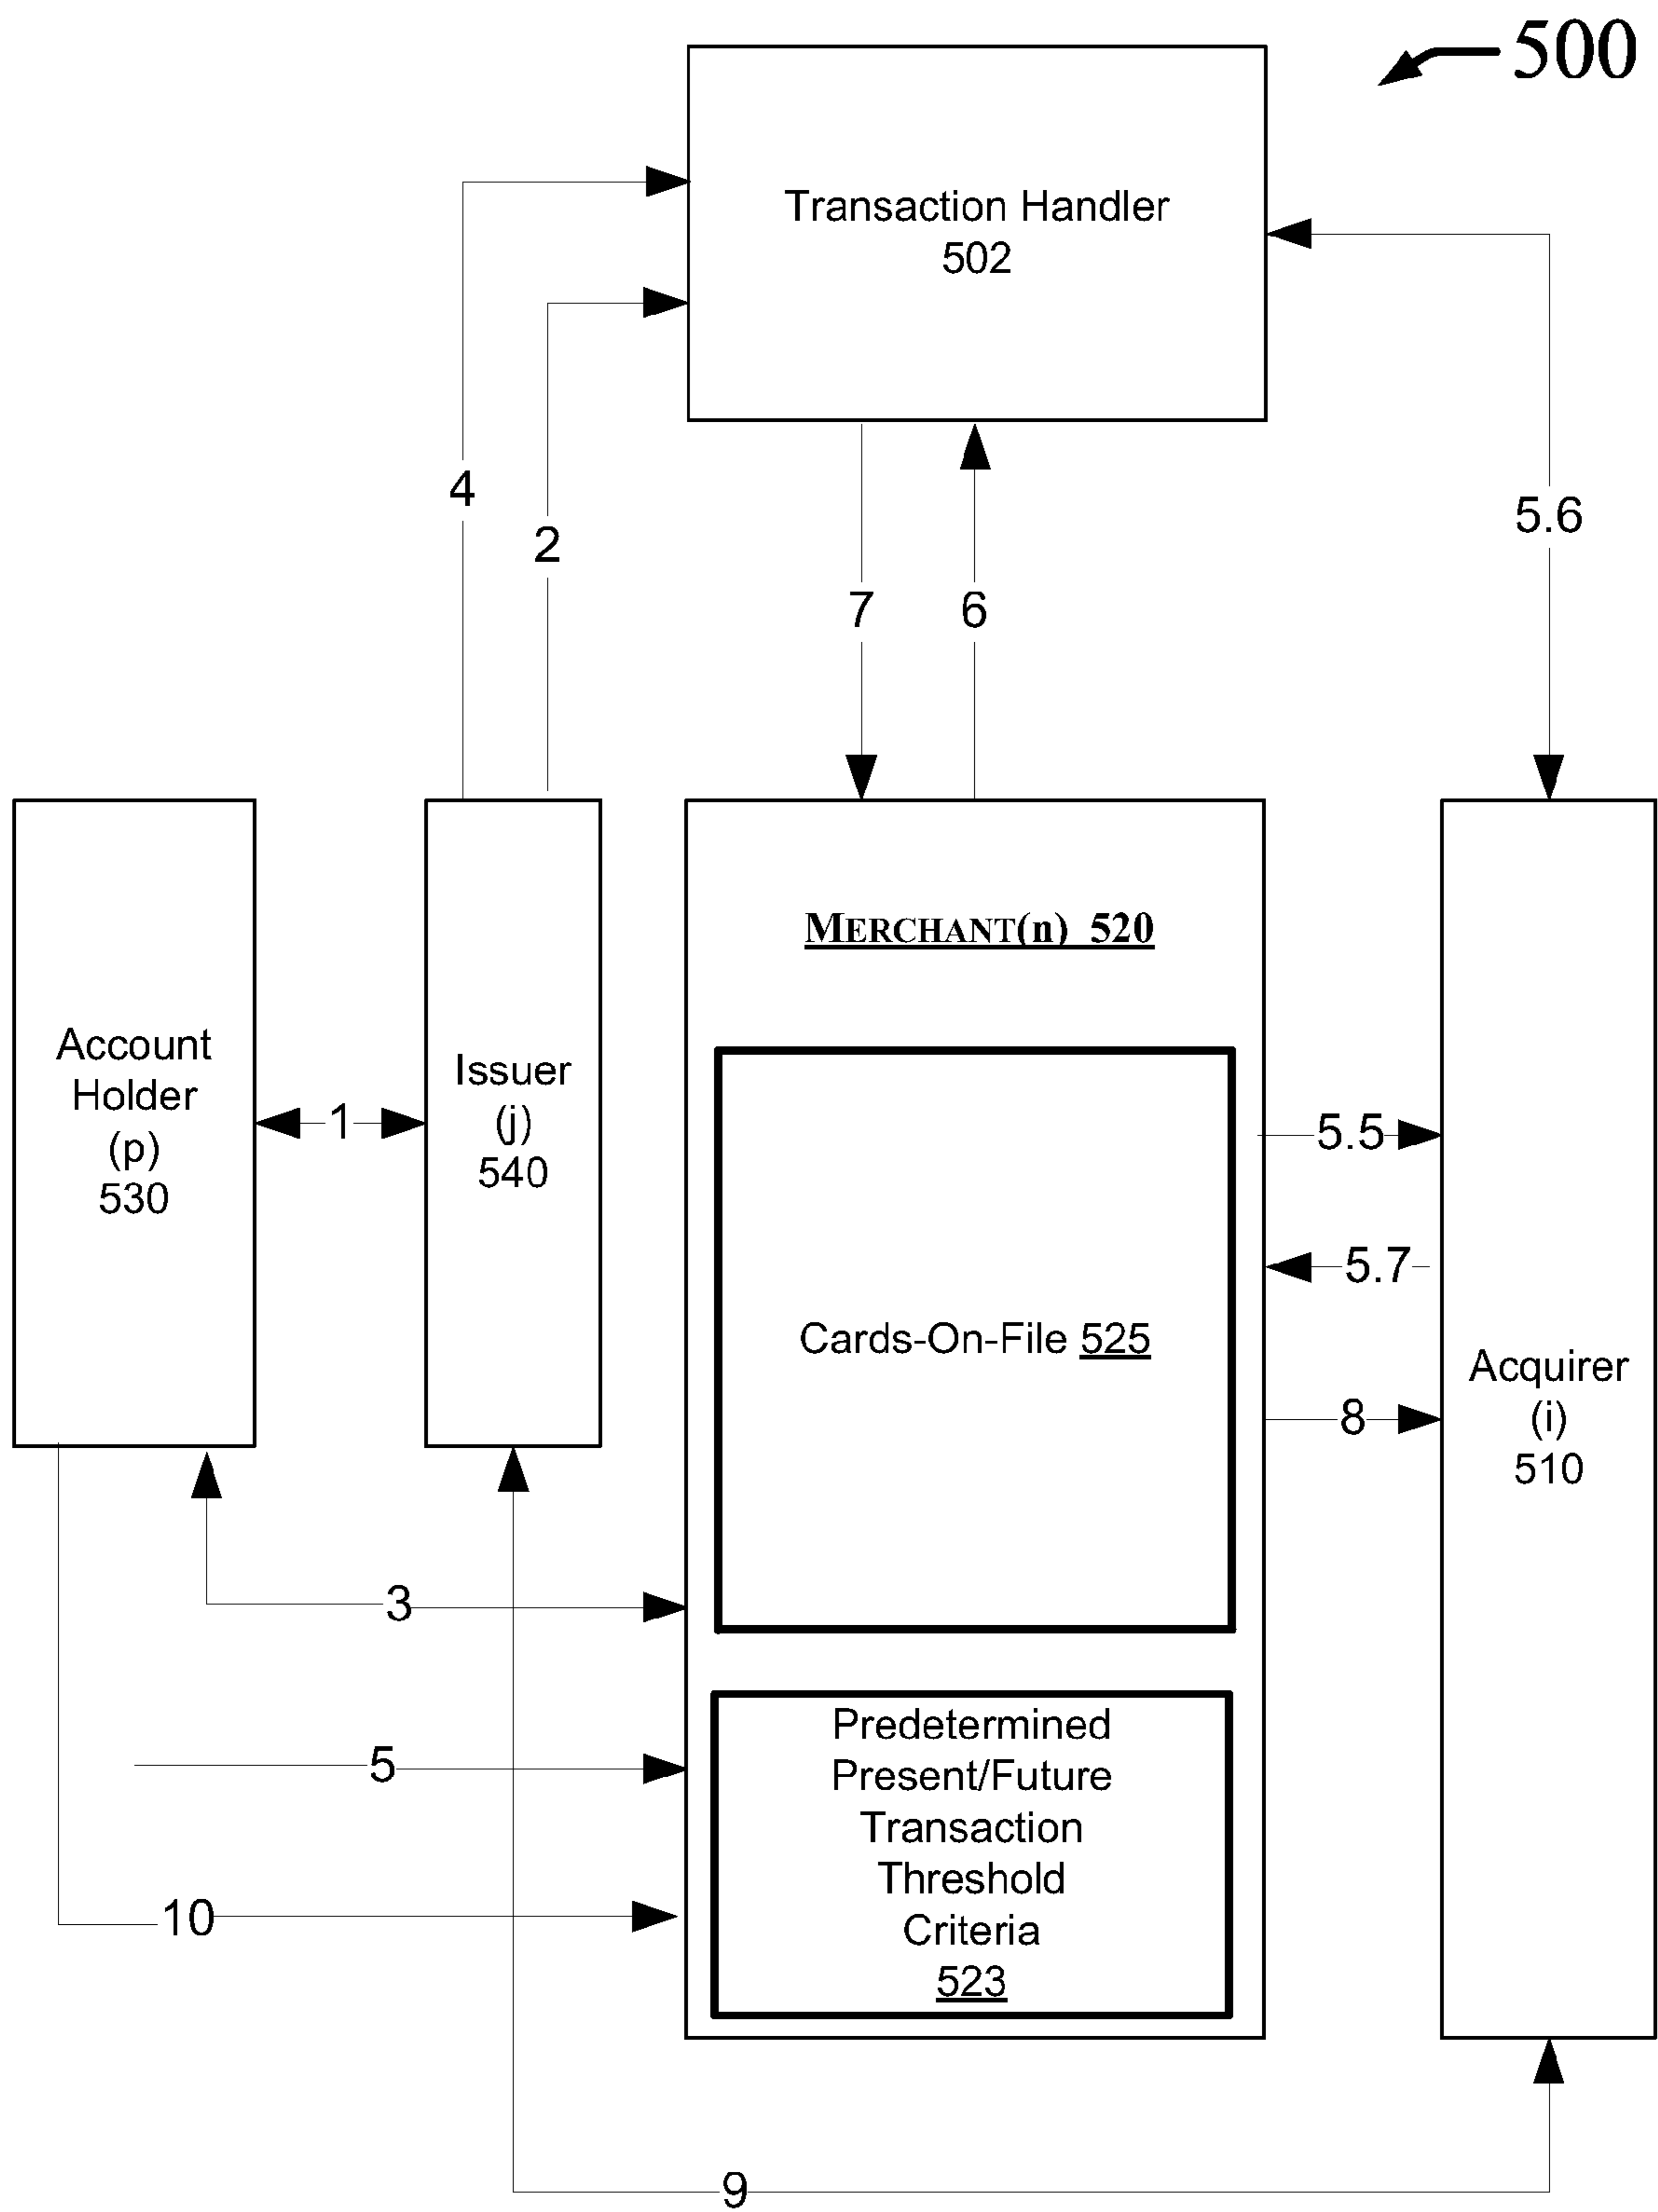 500
Transaction Handler
502
4
2
5.6
7
6
MERCHANT(n) 520
Account
Holder
(p)
530
Issuer
(j)
540
1
5.5
5.7
Cards-On-File 525
8
Acquirer
(i)
510
3
Predetermined
Present/Future
Transaction
Threshold
Criteria
523
5
10
9